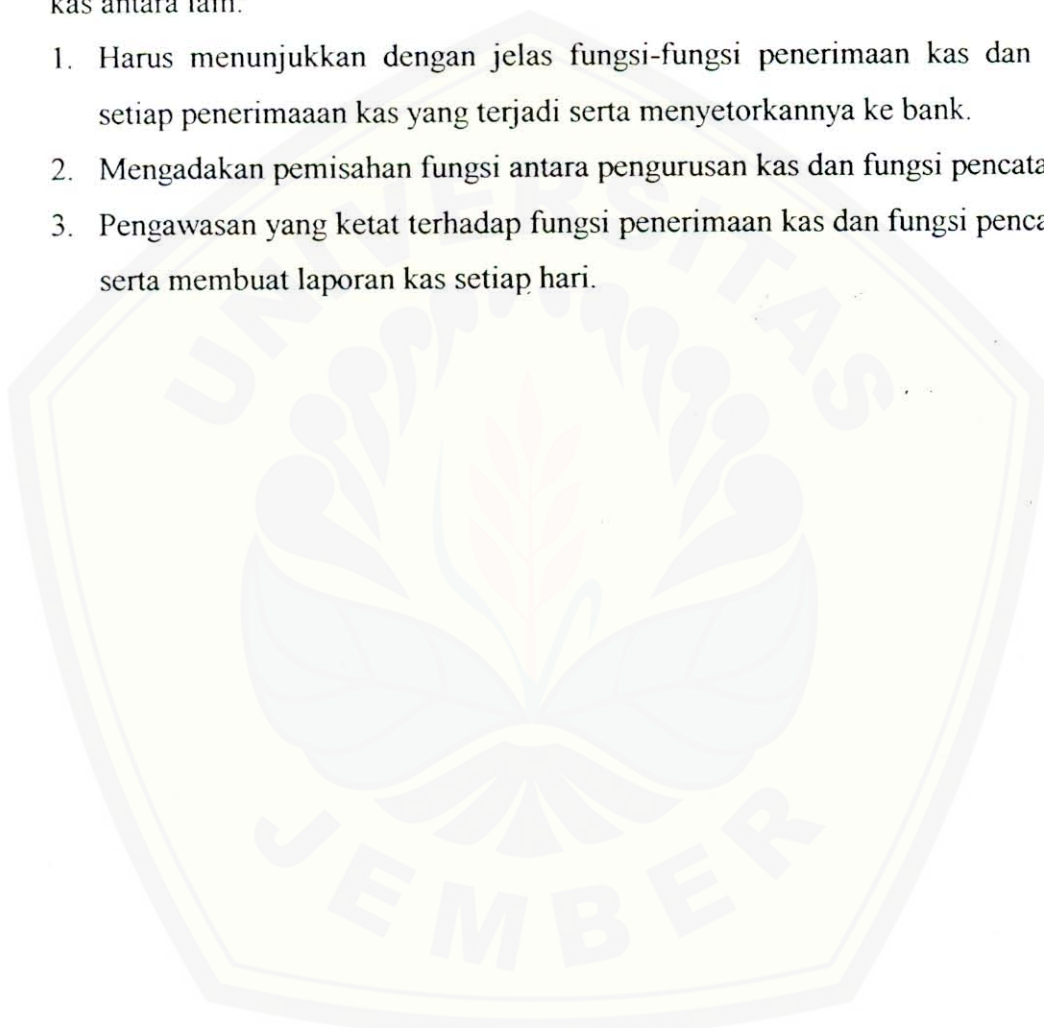 kas antara lain:
1. Harus menunjukkan dengan jelas fungsi-fungsi penerimaan kas dan
setiap penerimaaan kas yang terjadi serta menyetorkannya ke bank.
2. Mengadakan pemisahan fungsi antara pengurusan kas dan fungsi pencata
3. Pengawasan yang ketat terhadap fungsi penerimaan kas dan fungsi penca
serta membuat laporan kas setiap hari.
UNIVERSITAS
JEMBER